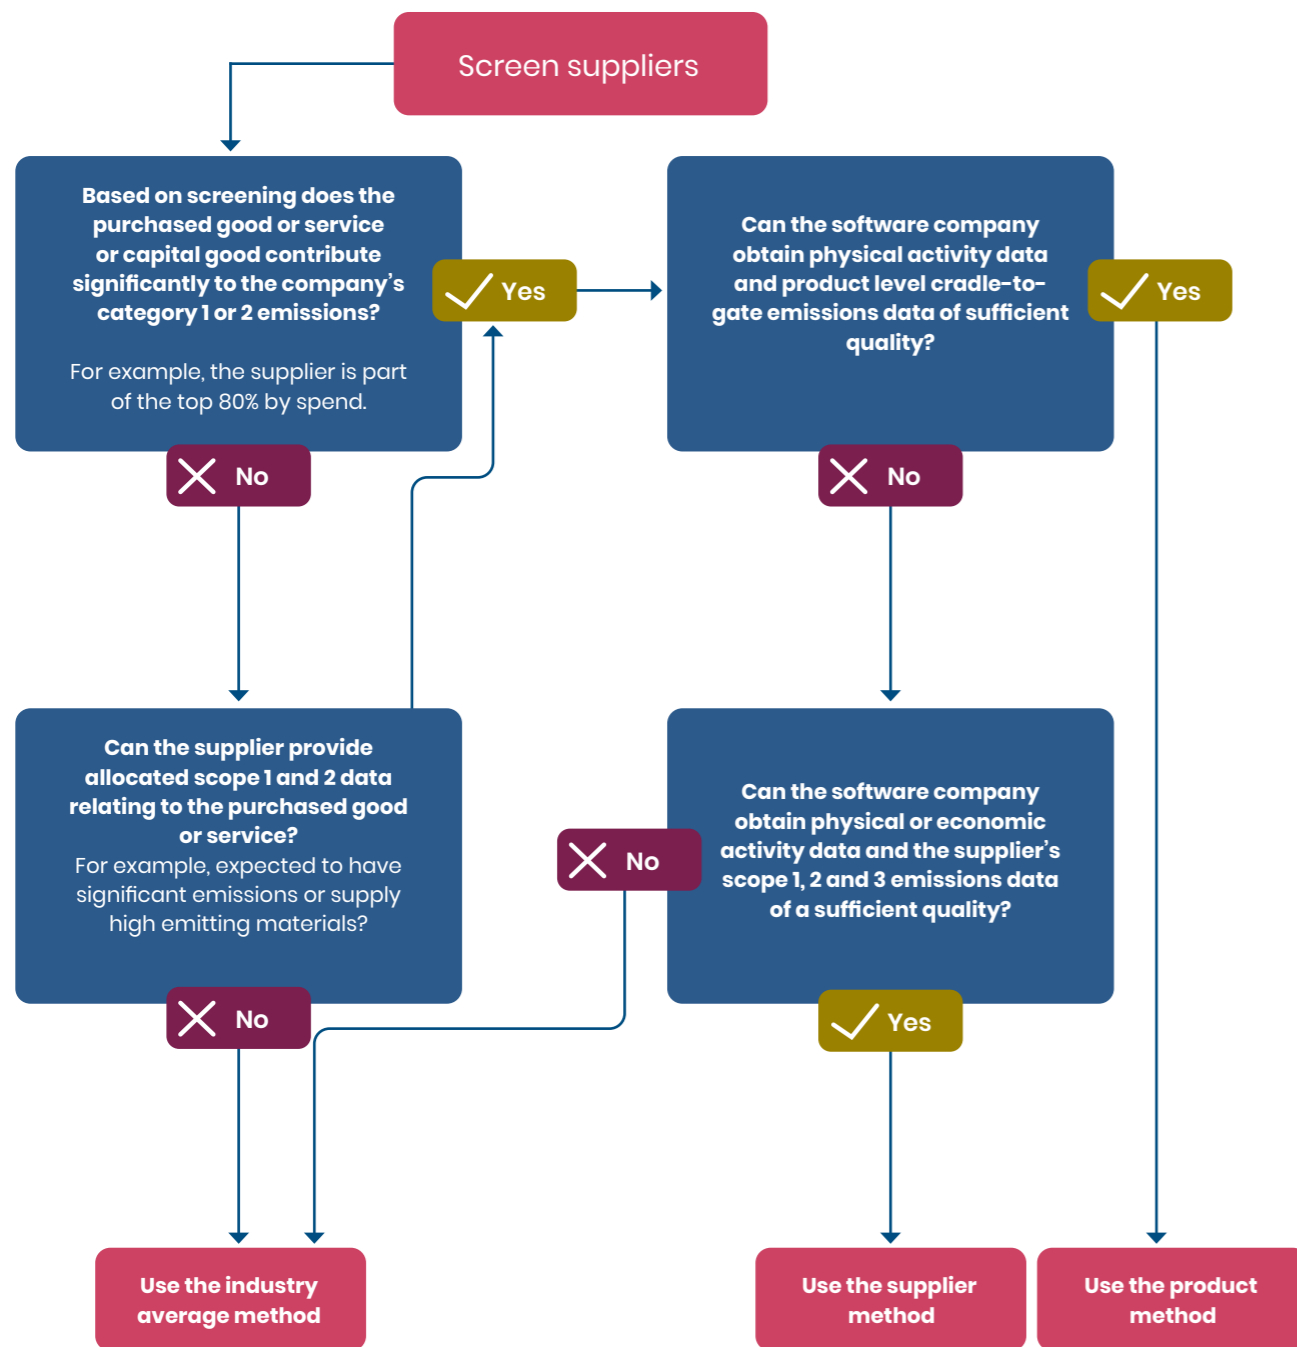 Screen suppliers
Based on screening does the
purchased good or service
or capital good contribute
significantly to the company's
category 1 or 2 emissions?
For example, the supplier is part
of the top 80% by spend.
Yes
No
Can the software company
obtain physical activity data
and product level cradle-to-
gate emissions data of sufficient
quality?
Yes
No
Can the supplier provide
allocated scope 1 and 2 data
relating to the purchased good
or service?
For example, expected to have
significant emissions or supply
high emitting materials?
No
Can the software company
obtain physical or economic
activity data and the supplier's
scope 1, 2 and 3 emissions data
of a sufficient quality?
No
Yes
Use the industry
average method
Use the supplier
method
Use the product
method